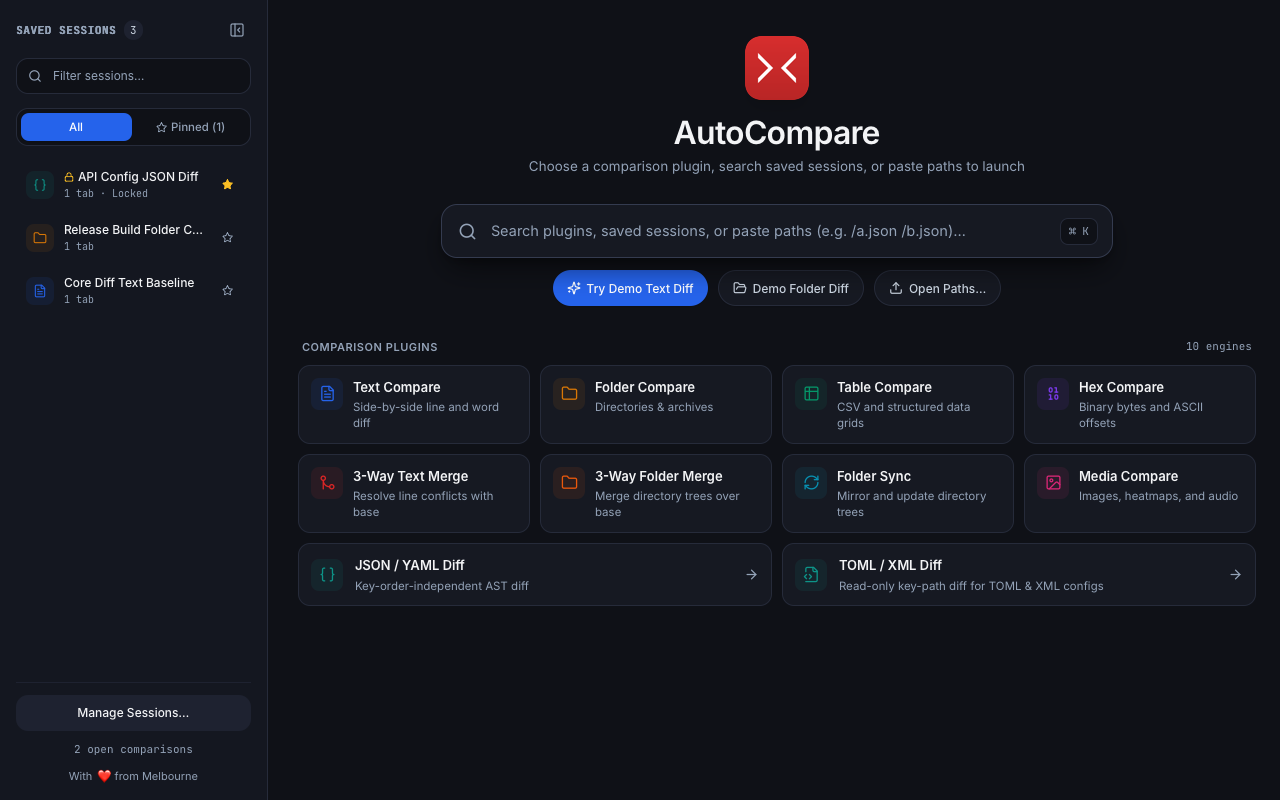 SAVED SESSIONS 3
Filter sessions...
All
Pinned (1)
API Config JSON Diff
1 tab · Locked
Release Build Folder C...
1 tab
Core Diff Text Baseline
1 tab
Manage Sessions...
2 open comparisons
With ❤️ from Melbourne
AutoCompare
Choose a comparison plugin, search saved sessions, or paste paths to launch
Search plugins, saved sessions, or paste paths (e.g. /a.json /b.json)...
⌘ K
Try Demo Text Diff
Demo Folder Diff
Open Paths...
COMPARISON PLUGINS
10 engines
Text Compare
Side-by-side line and word
diff
Folder Compare
Directories & archives
Table Compare
CSV and structured data
grids
01
10
Hex Compare
Binary bytes and ASCII
offsets
3-Way Text Merge
Resolve line conflicts with
base
3-Way Folder Merge
Merge directory trees over
base
Folder Sync
Mirror and update directory
trees
Media Compare
Images, heatmaps, and audio
JSON / YAML Diff
Key-order-independent AST diff
TOML / XML Diff
Read-only key-path diff for TOML & XML configs